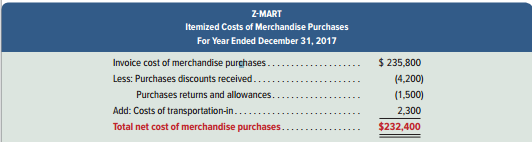 Z-MART
Itemized Costs of Merchandise Purchases
For Year Ended December 31, 2017
Invoice cost of merchandise purghases.................... $ 235,800
Less: Purchases discounts received.................... (4,200)
Purchases returns and allowances.................... (1,500)
Add: Costs of transportation-in.................... 2,300
Total net cost of merchandise purchases.................... $232,400